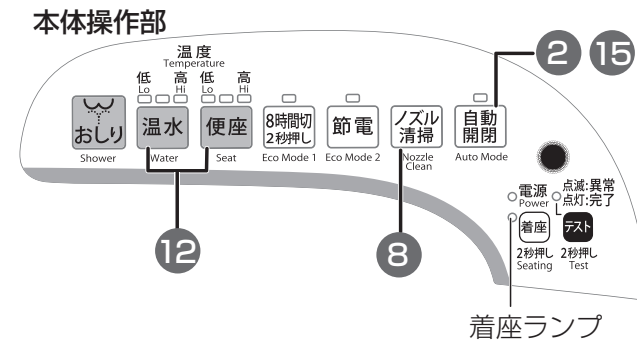 本体操作部
2 15
温度
Temperature
低 高 低 高
Lo Hi Lo Hi
おしり 温水 便座 8時間切 2秒押し 節電 ノズル 清掃 自動 開閉
Shower Water Seat Eco Mode 1 Eco Mode 2 Nozzle Clean Auto Mode
電源 点滅:異常
Power 点灯:完了
着座 テスト
2秒押し 2秒押し
Seating Test
12 8
着座ランプ